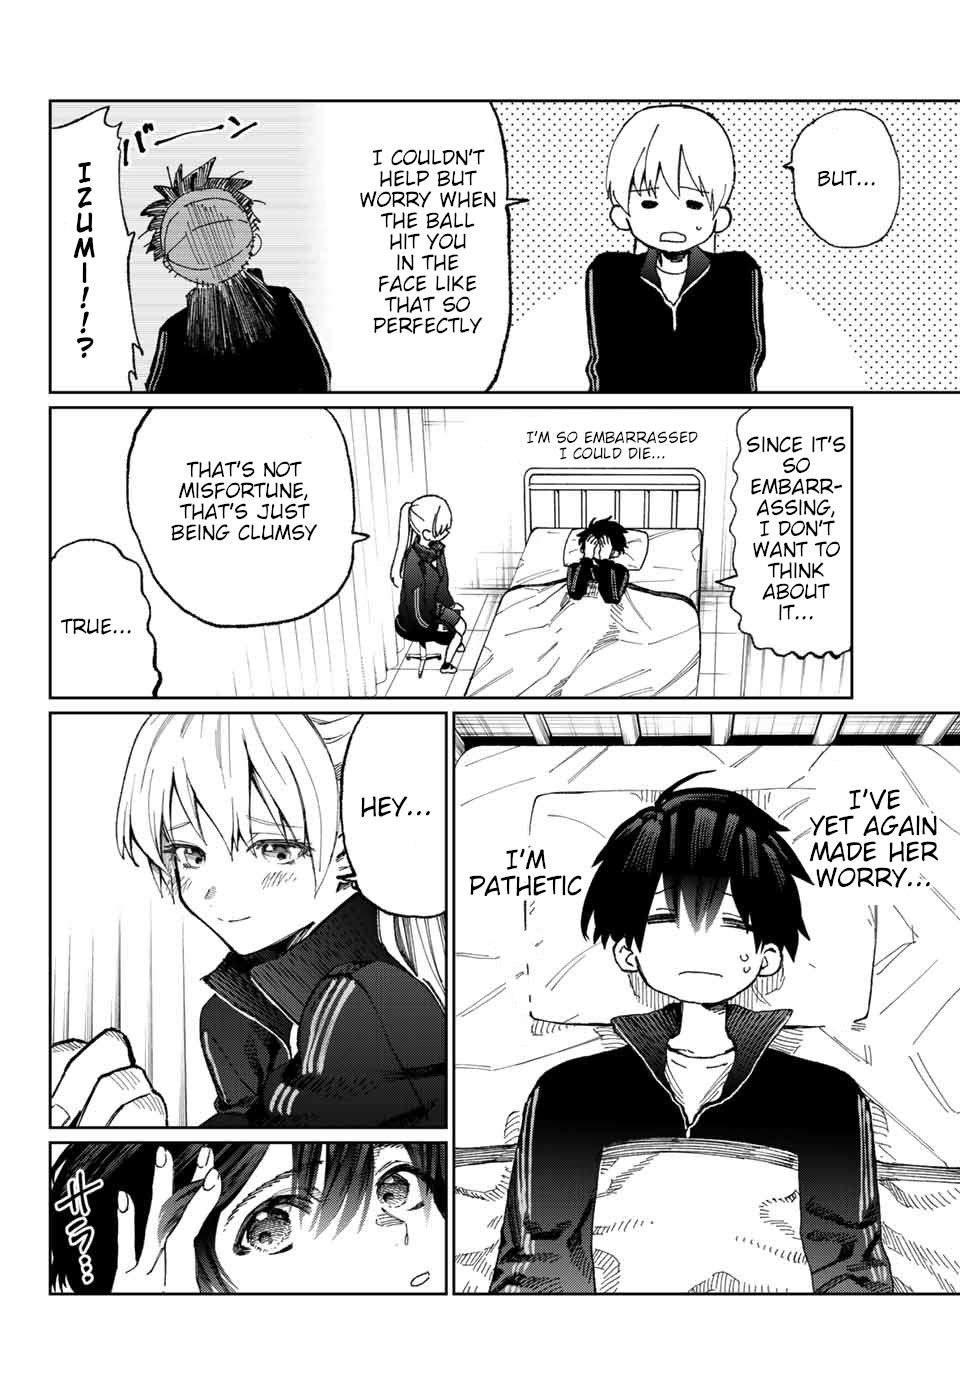 BUT...
I COULDN'T
HELP BUT
WORRY WHEN
THE BALL
HIT YOU
IN THE
FACE LIKE
THAT SO
PERFECTLY
バーン
IZUMI!!?
SINCE IT'S
SO
EMBARR-
ASSING,
I DON'T
WANT TO
THINK
ABOUT
IT...
I'M SO EMBARRASSED
I COULD DIE...
THAT'S NOT
MISFORTUNE,
THAT'S JUST
BEING CLUMSY
TRUE...
I'VE
YET AGAIN
MADE HER
WORRY...
I'M
PATHETIC
HEY...
キラ...